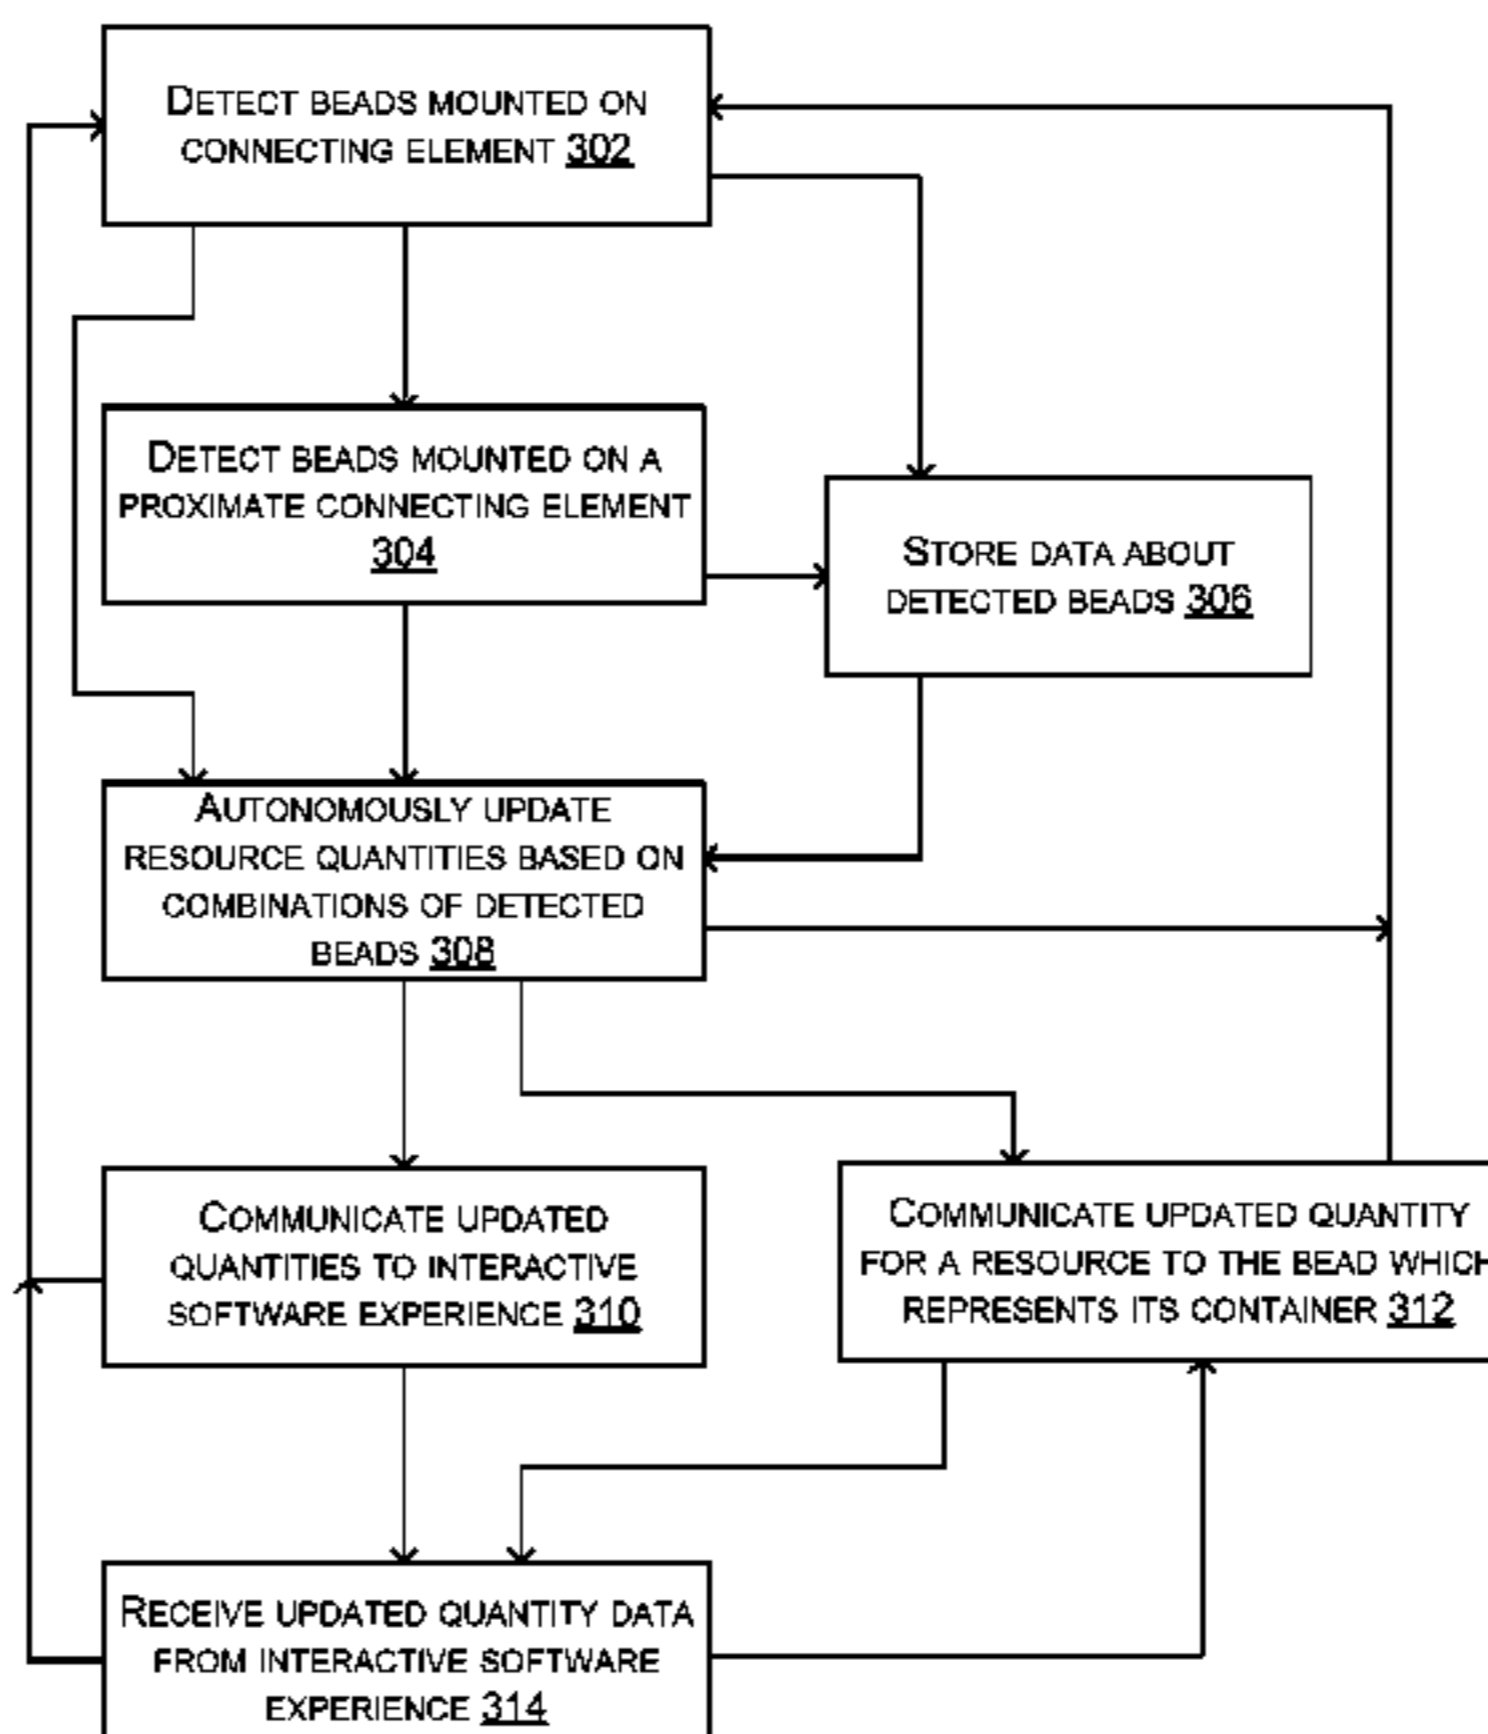 DETECT BEADS MOUNTED ON
CONNECTING ELEMENT 302
DETECT BEADS MOUNTED ON A
PROXIMATE CONNECTING ELEMENT
304
STORE DATA ABOUT
DETECTED BEADS 306
AUTONOMOUSLY UPDATE
RESOURCE QUANTITIES BASED ON
COMBINATIONS OF DETECTED
BEADS 308
COMMUNICATE UPDATED
QUANTITIES TO INTERACTIVE
SOFTWARE EXPERIENCE 310
COMMUNICATE UPDATED QUANTITY
FOR A RESOURCE TO THE BEAD WHICH
REPRESENTS ITS CONTAINER 312
RECEIVE UPDATED QUANTITY DATA
FROM INTERACTIVE SOFTWARE
EXPERIENCE 314